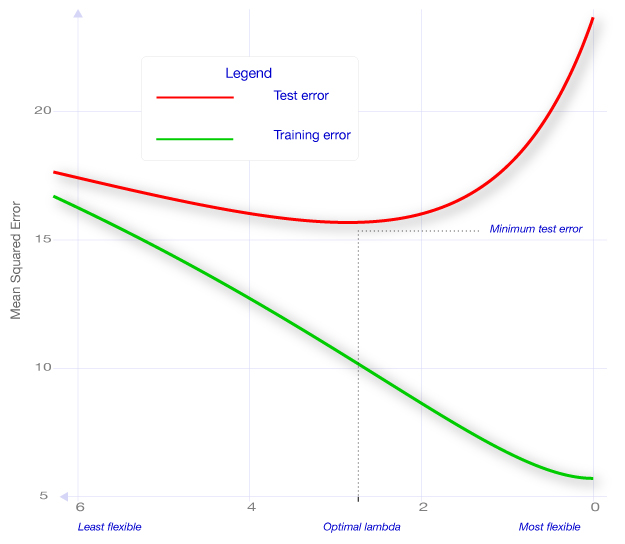 20
Legend
Test error
Training error
Mean Squared Error
15
Minimum test error
10
5
6
4
2
0
Least flexible
Optimal lambda
Most flexible